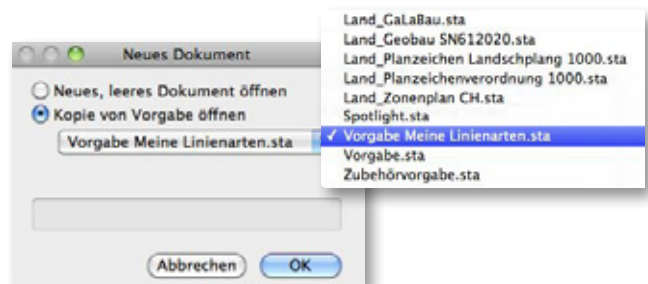 Neues Dokument
Neues, leeres Dokument öffnen
Kopie von Vorgabe öffnen
Vorgabe Meine Linienarten.sta
Abbrechen
OK
Land_GaLaBau.sta
Land_Geobau SN612020.sta
Land_Planzeichen Landschplang 1000.sta
Land_Planzeichenverordnung 1000.sta
Land_Zonenplan CH.sta
Spotlight.sta
✓ Vorgabe Meine Linienarten.sta
Vorgabe.sta
Zubehörvorgabe.sta